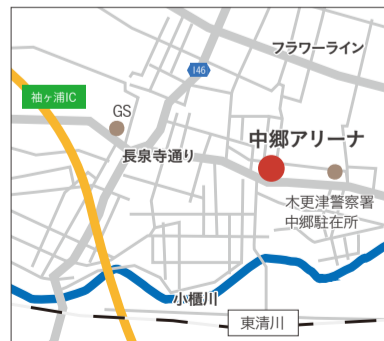 フラワーライン
146
袖ヶ浦IC
GS
中郷アリーナ
長泉寺通り
木更津警察署
中郷駐在所
小櫃川
東清川